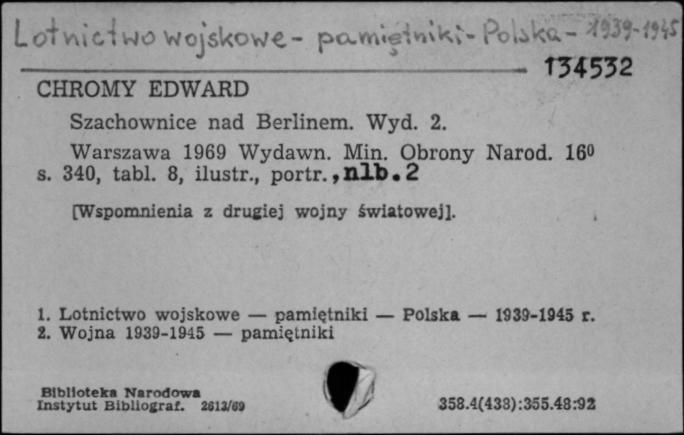 Lotnictwo wojskowe - pamiętniki - Polska - 1939-1945
134532
CHROMY EDWARD
Szachownice nad Berlinem. Wyd. 2.
Warszawa 1969 Wydawn. Min. Obrony Narod. 16⁰
s. 340, tabl. 8, ilustr., portr., nlb. 2
[Wspomnienia z drugiej wojny światowej].
1. Lotnictwo wojskowe — pamiętniki — Polska — 1939-1945 r.
2. Wojna 1939-1945 — pamiętniki
Biblioteka Narodowa
Instytut Bibliograf. 2613/69
358.4(438):355.48:92